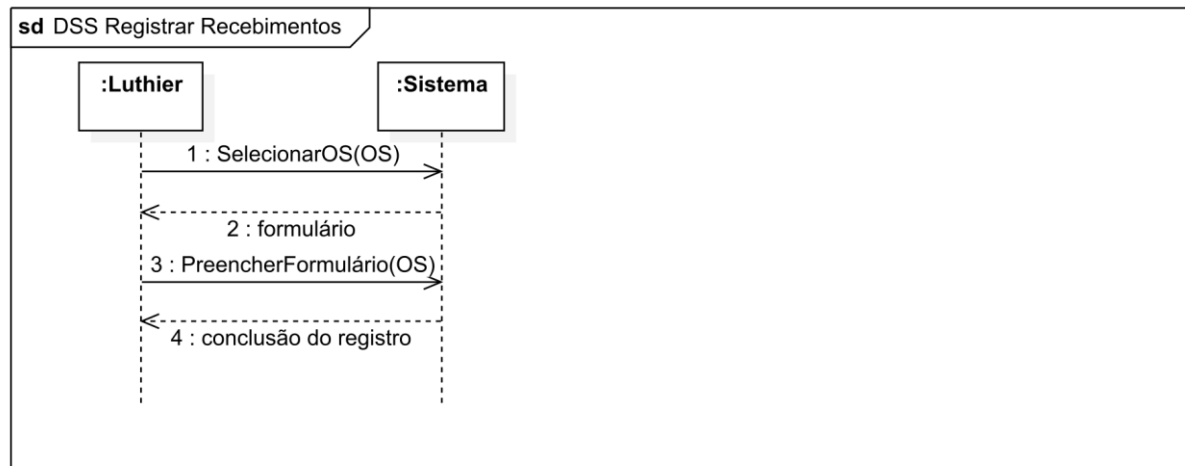 sd DSS Registrar Recebimentos
:Luthier
:Sistema
1 : SelecionarOS(OS)
2 : formulário
3 : PreencherFormulário(OS)
4 : conclusão do registro